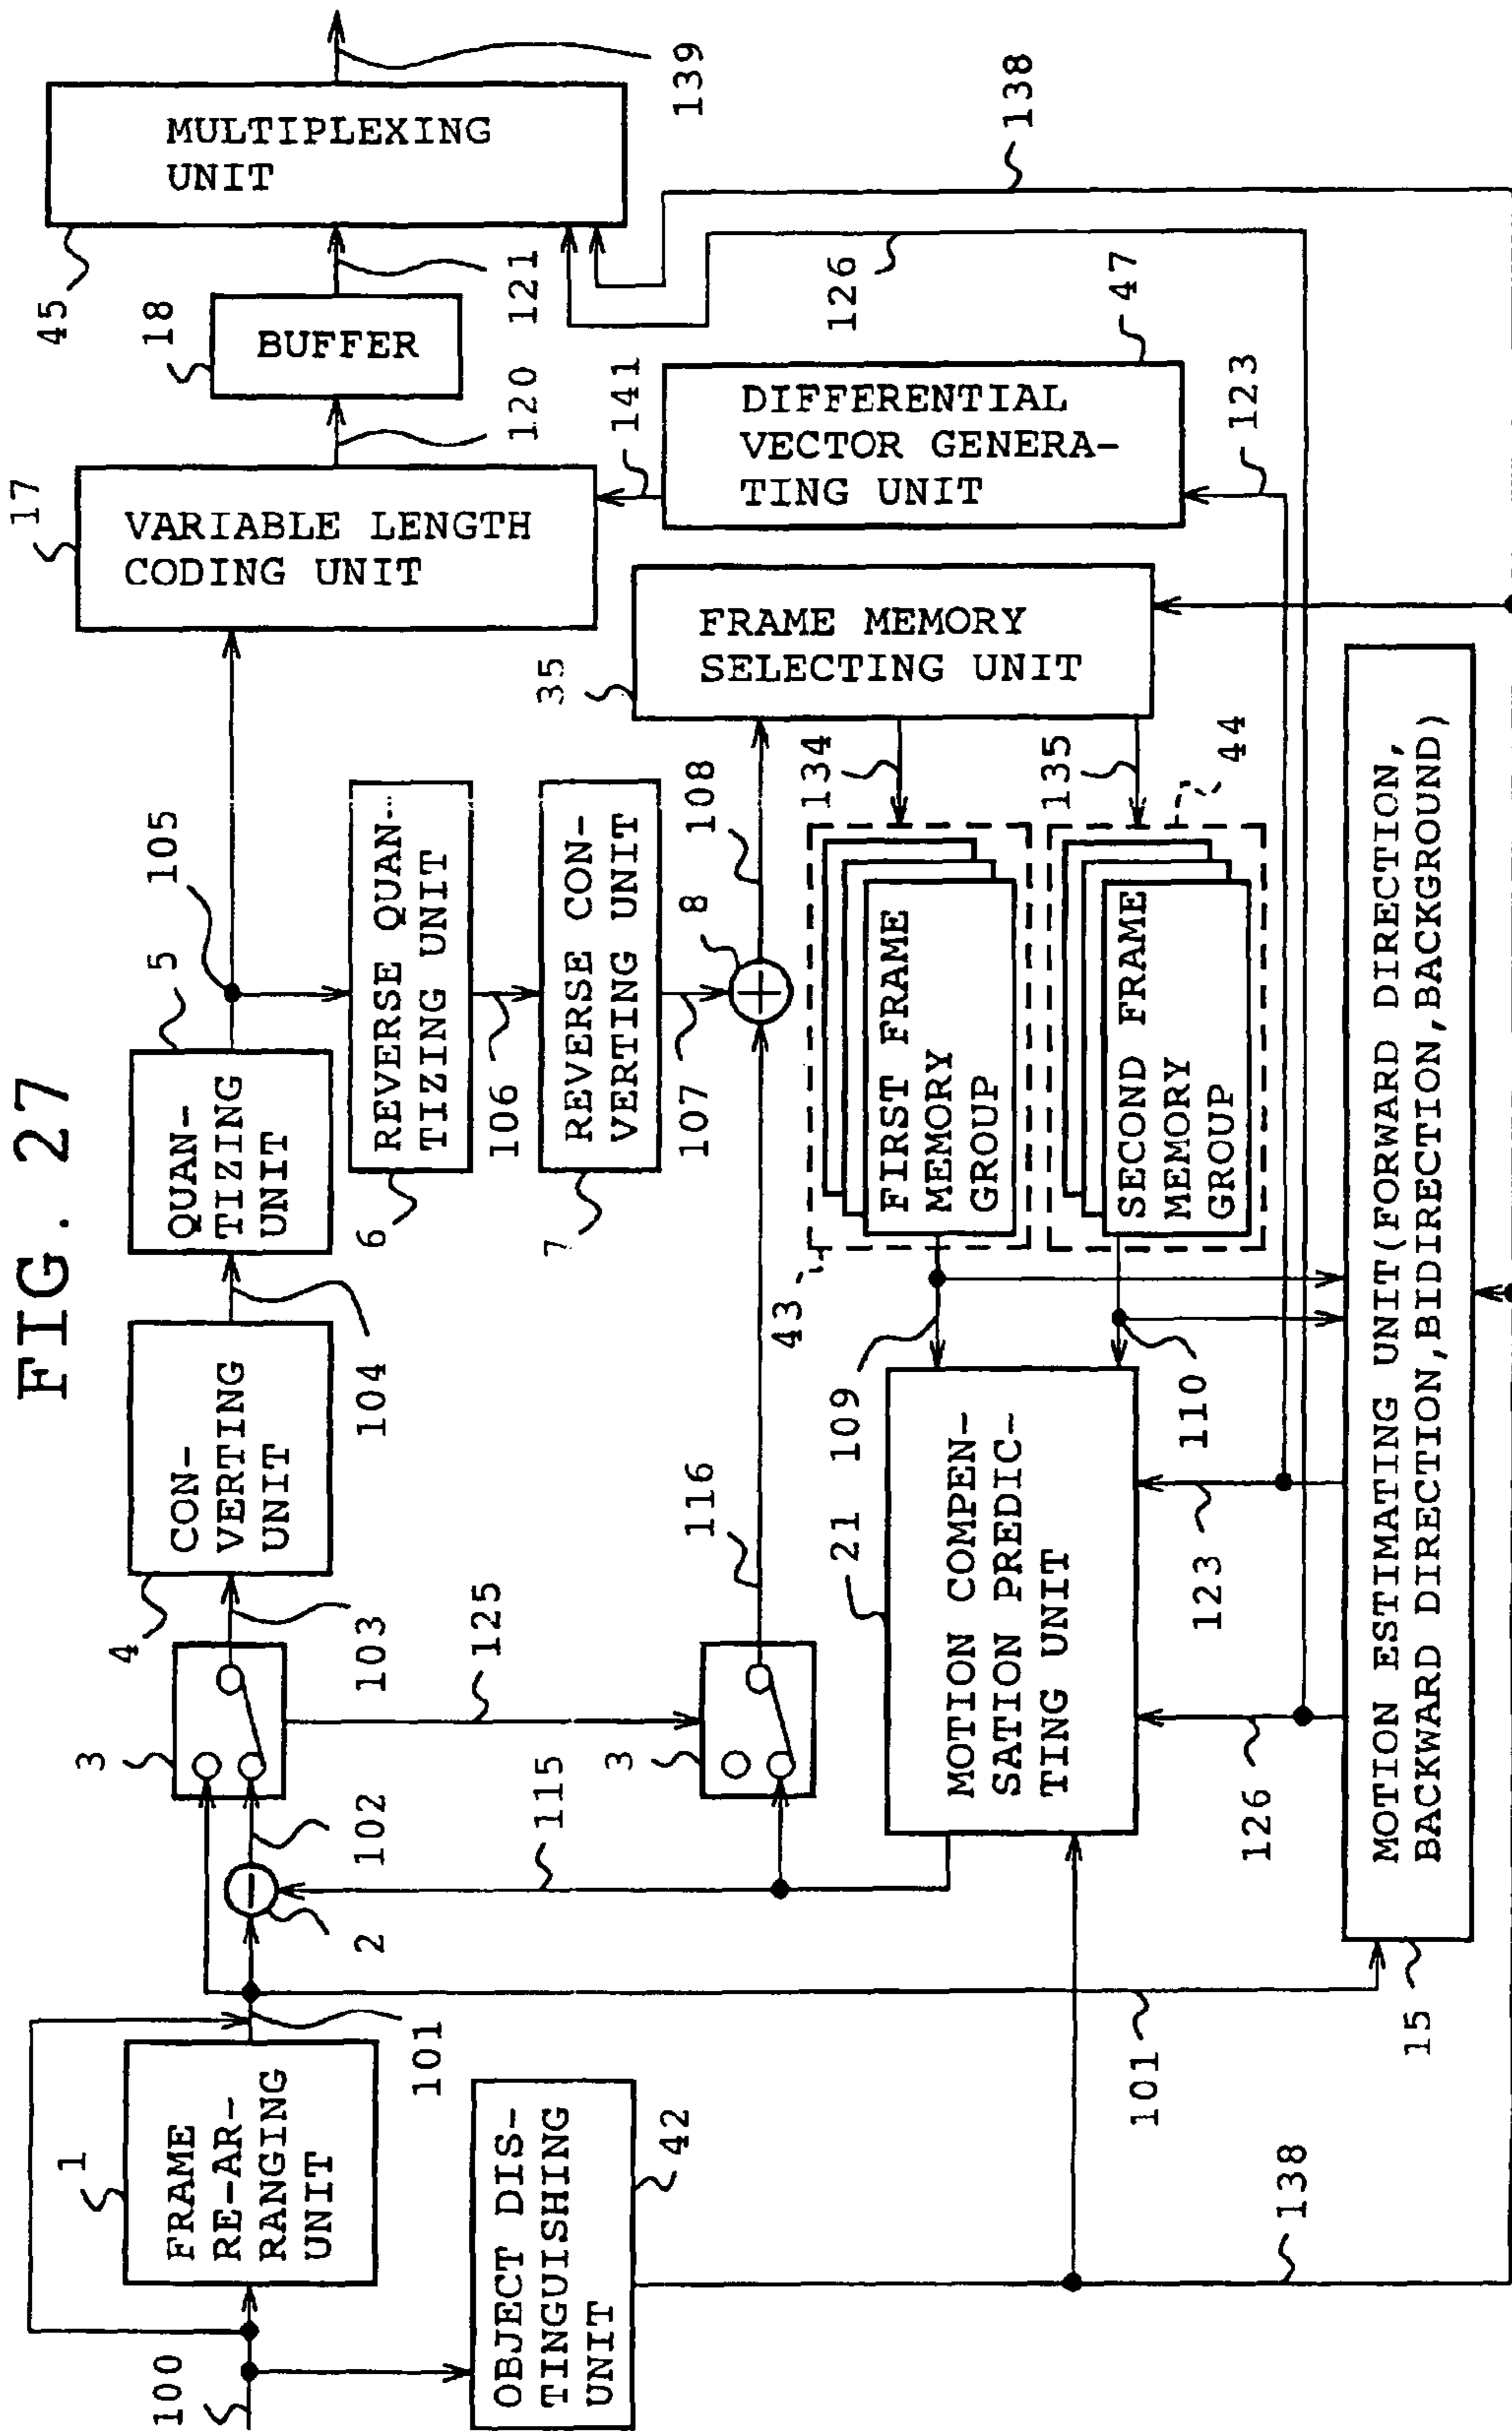 FIG. 27
100
1
FRAME
RE-AR-
RANGING
UNIT
101
2
102
3
103
4
CON-
VERTING
UNIT
104
QUAN-
TIZING
UNIT
5
105
17
VARIABLE LENGTH
CODING UNIT
120
18
BUFFER
121
45
MULTIPLEXING
UNIT
139
OBJECT DIS-
TINGUISHING
UNIT
42
115
125
3
116
6
REVERSE QUAN-
TIZING UNIT
106
7
REVERSE CON-
VERTING UNIT
107
8
108
35
FRAME MEMORY
SELECTING UNIT
141
DIFFERENTIAL
VECTOR GENERA-
TING UNIT
47
126
138
123
134
135
44
43
FIRST FRAME
MEMORY
GROUP
SECOND FRAME
MEMORY
GROUP
109
110
21
MOTION COMPEN-
SATION PREDIC-
TING UNIT
123
126
101
138
15
MOTION ESTIMATING UNIT(FORWARD DIRECTION,
BACKWARD DIRECTION,BIDIRECTION,BACKGROUND)